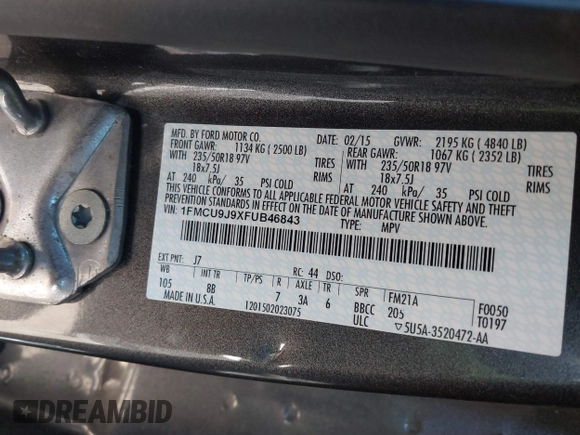 MFD. BY FORD MOTOR CO. DATE: 02/15 GVWR: 2195 KG ( 4840 LB)
FRONT GAWR: 1134 KG ( 2500 LB) REAR GAWR: 1067 KG ( 2352 LB)
WITH 235/50R18 97V TIRES WITH 235/50R18 97V TIRES
18x7.5J RIMS 18x7.5J RIMS
AT 240 kPa/ 35 PSI COLD AT 240 kPa/ 35 PSI COLD
THIS VEHICLE CONFORMS TO ALL APPLICABLE FEDERAL MOTOR VEHICLE SAFETY AND THEFT
PREVENTION STANDARDS IN EFFECT ON THE DATE OF MANUFACTURE SHOWN ABOVE.
1FMCU9J9XFUB46843 TYPE: MPV
EXT PNT: J7 RC: 44 DSO:
WB INT TR TP/PS R AXLE TR SPR FM21A F0050
105 8B 7 3A 6 BBCC 205 T0197
MADE IN U.S.A. 1201502023075 ULC ▽5U5A-3520472-AA
DREAMBID